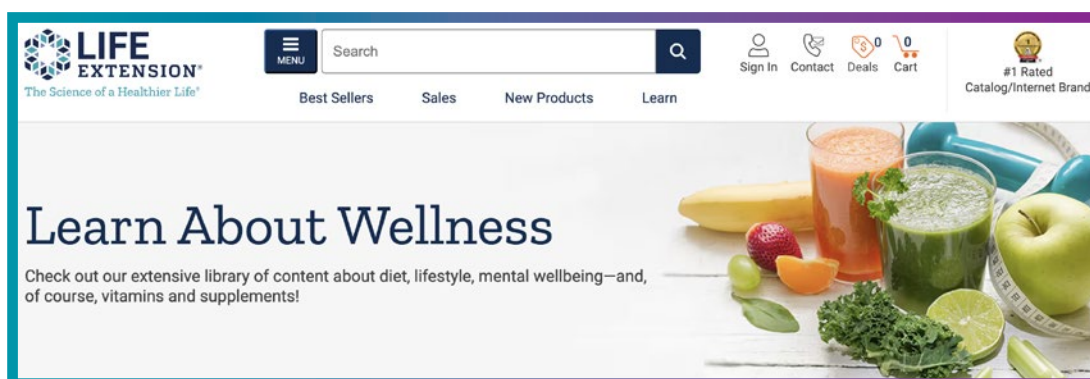 LIFE
EXTENSION®
The Science of a Healthier Life®
MENU
Search
Sign In
Contact
0
Deals
0
Cart
#1 Rated
Catalog/Internet Brand
Best Sellers
Sales
New Products
Learn
Learn About Wellness
Check out our extensive library of content about diet, lifestyle, mental wellbeing—and,
of course, vitamins and supplements!